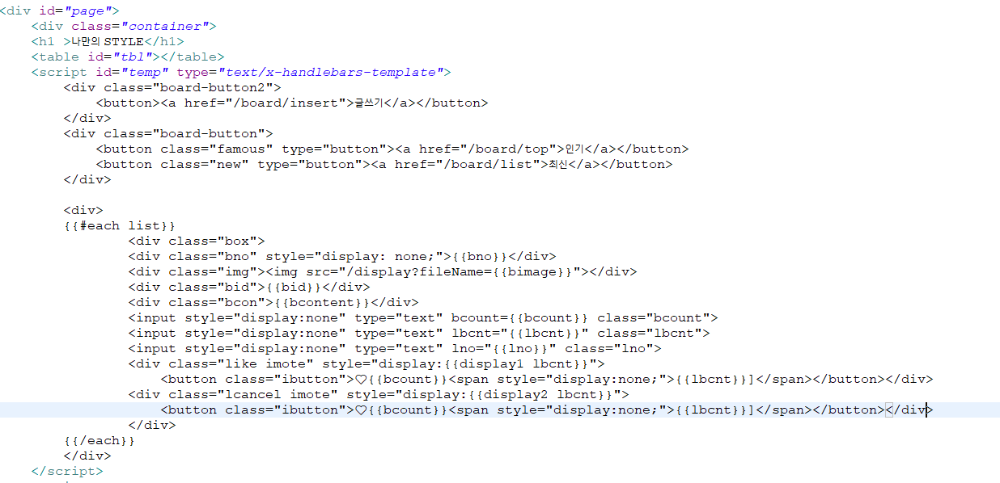 <div id="page">
<div class="container">
<h1 >나만의 STYLE</h1>
<table id="tbl"></table>
<script id="temp" type="text/x-handlebars-template">
<div class="board-button2">
<button><a href="/board/insert">글쓰기</a></button>
</div>
<div class="board-button">
<button class="famous" type="button"><a href="/board/top">인기</a></button>
<button class="new" type="button"><a href="/board/list">최신</a></button>
</div>
<div>
{{#each list}}
<div class="box">
<div class="bno" style="display: none;">{{bno}}</div>
<div class="img"><img src="/display?fileName={{bimage}}"></div>
<div class="bid">{{bid}}</div>
<div class="bcon">{{bcontent}}</div>
<input style="display:none" type="text" bcount={{bcount}} class="bcount">
<input style="display:none" type="text" lbcnt="{{lbcnt}}" class="lbcnt">
<input style="display:none" type="text" lno="{{lno}}" class="lno">
<div class="like imote" style="display:{{display1 lbcnt}}">
<button class="ibutton">♡{{bcount}}<span style="display:none;">{{lbcnt}}]</span></button></div>
<div class="lcancel imote" style="display:{{display2 lbcnt}}">
<button class="ibutton">♡{{bcount}}<span style="display:none;">{{lbcnt}}]</span></button></div>
</div>
{{/each}}
</div>
</script>